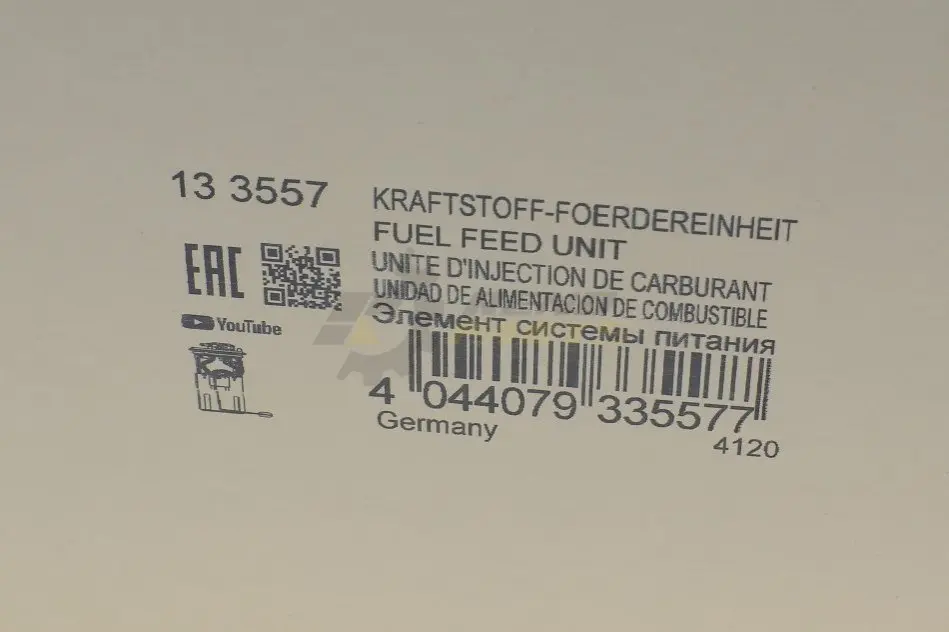 13 3557
KRAFTSTOFF-FOERDEREINHEIT
FUEL FEED UNIT
UNITE D'INJECTION DE CARBURANT
UNIDAD DE ALIMENTACION DE COMBUSTIBLE
Элемент системы питания
EAC
YouTube
4 044079 335577
Germany
4120